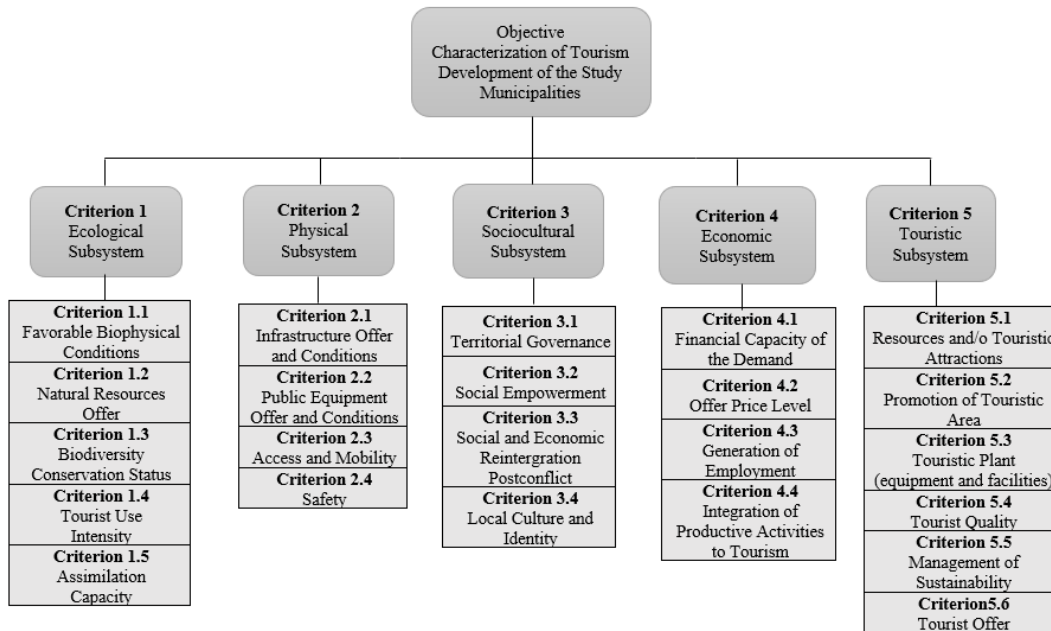 Objective
Characterization of Tourism
Development of the Study
Municipalities
Criterion 1
Ecological
Subsystem
Criterion 2
Physical
Subsystem
Criterion 3
Sociocultural
Subsystem
Criterion 4
Economic
Subsystem
Criterion 5
Touristic
Subsystem
Criterion 1.1
Favorable Biophysical
Conditions
Criterion 1.2
Natural Resources
Offer
Criterion 1.3
Biodiversity
Conservation Status
Criterion 1.4
Tourist Use
Intensity
Criterion 1.5
Assimilation
Capacity
Criterion 2.1
Infrastructure Offer
and Conditions
Criterion 2.2
Public Equipment
Offer and Conditions
Criterion 2.3
Access and Mobility
Criterion 2.4
Safety
Criterion 3.1
Territorial Governance
Criterion 3.2
Social Empowerment
Criterion 3.3
Social and Economic
Reintergration
Postconflict
Criterion 3.4
Local Culture and
Identity
Criterion 4.1
Financial Capacity of
the Demand
Criterion 4.2
Offer Price Level
Criterion 4.3
Generation of
Employment
Criterion 4.4
Integration of
Productive Activities
to Tourism
Criterion 5.1
Resources and/o Touristic
Attractions
Criterion 5.2
Promotion of Touristic
Area
Criterion 5.3
Touristic Plant
(equipment and facilities)
Criterion 5.4
Tourist Quality
Criterion 5.5
Management of
Sustainability
Criterion5.6
Tourist Offer